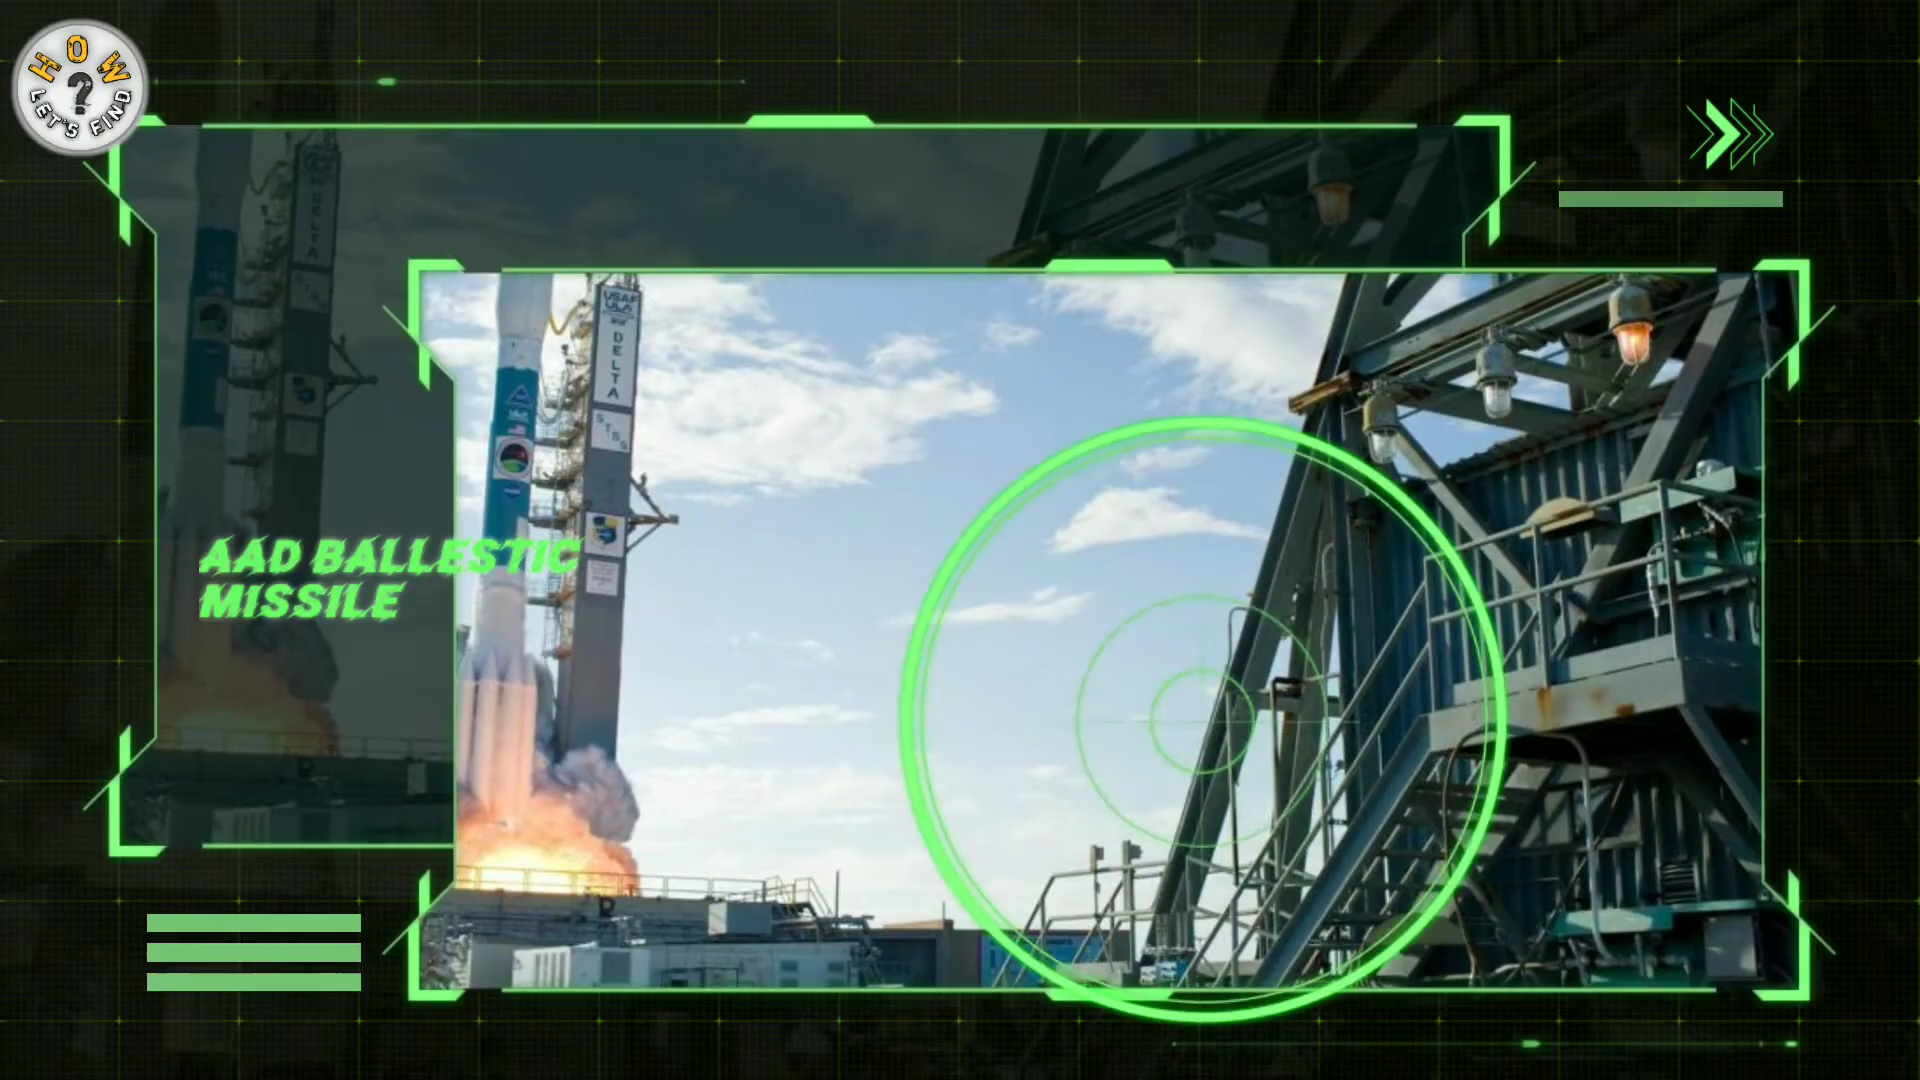 HOW
?
LET'S FIND
USAF
ULA
DELTA
STSS
AAD BALLESTIC
MISSILE